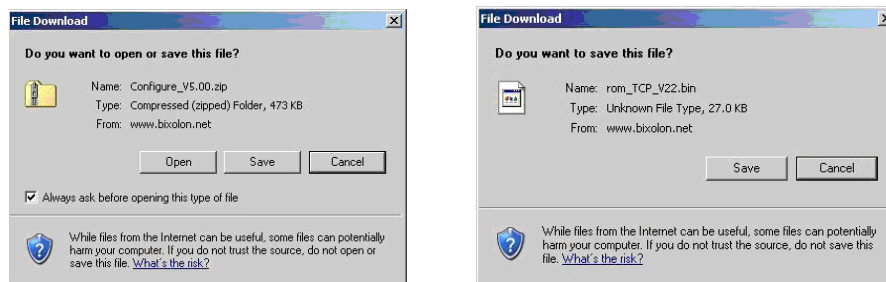 File Download
Do you want to open or save this file?
Name: Configure_V5.00.zip
Type: Compressed (zipped) Folder, 473 KB
From: www.bixolon.net
Open Save Cancel
Always ask before opening this type of file
While files from the Internet can be useful, some files can potentially
harm your computer. If you do not trust the source, do not open or
save this file. What's the risk?
File Download
Do you want to save this file?
Name: rom_TCP_V22.bin
Type: Unknown File Type, 27.0 KB
From: www.bixolon.net
Save Cancel
While files from the Internet can be useful, some files can potentially
harm your computer. If you do not trust the source, do not save this
file. What's the risk?